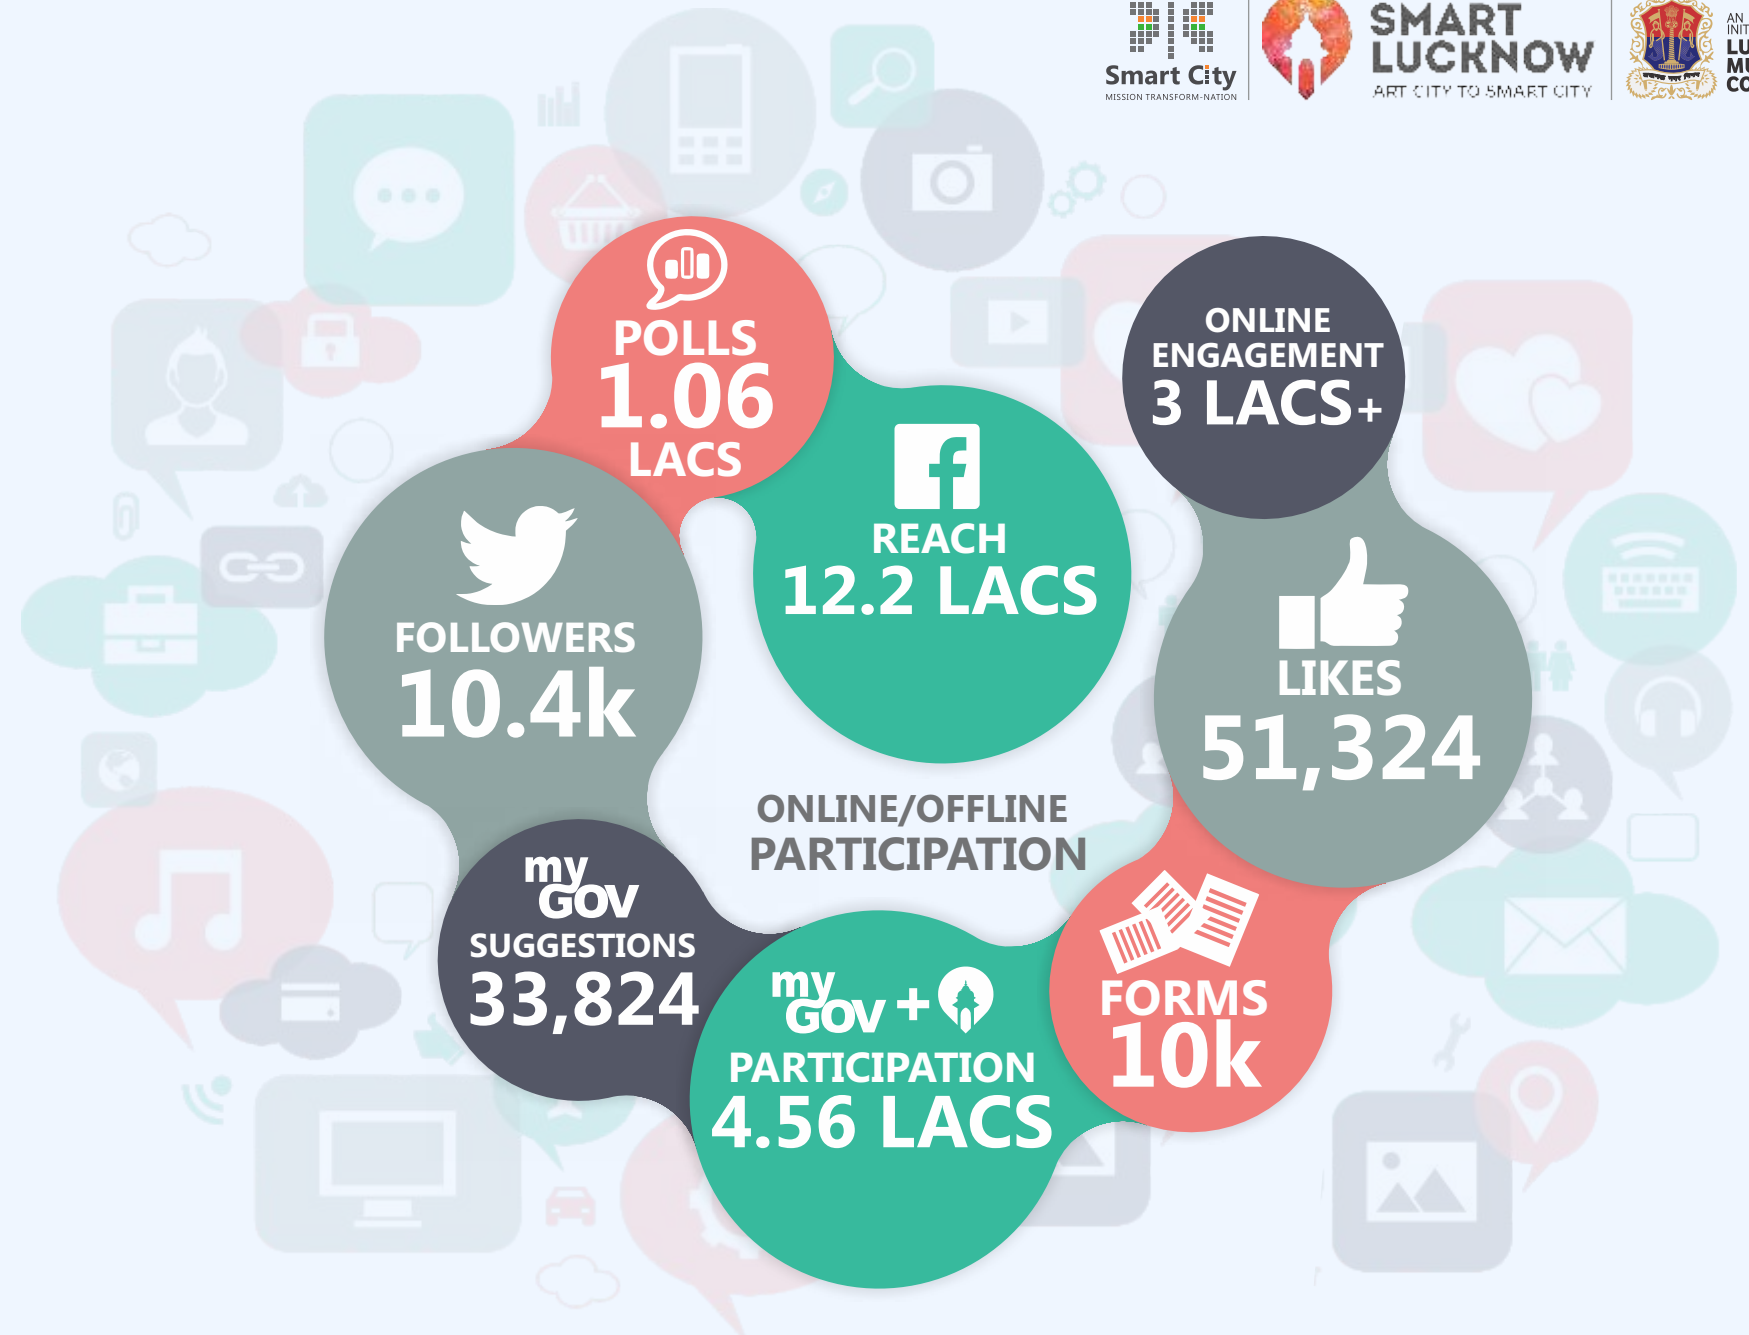 Smart City
MISSION TRANSFORM-NATION
SMART
LUCKNOW
ART CITY TO SMART CITY
AN
POLLS
1.06
LACS
REACH
12.2 LACS
ONLINE
ENGAGEMENT
3 LACS+
FOLLOWERS
10.4k
LIKES
51,324
ONLINE/OFFLINE
PARTICIPATION
my
GOV
SUGGESTIONS
33,824
my
GOV +
PARTICIPATION
4.56 LACS
FORMS
10k